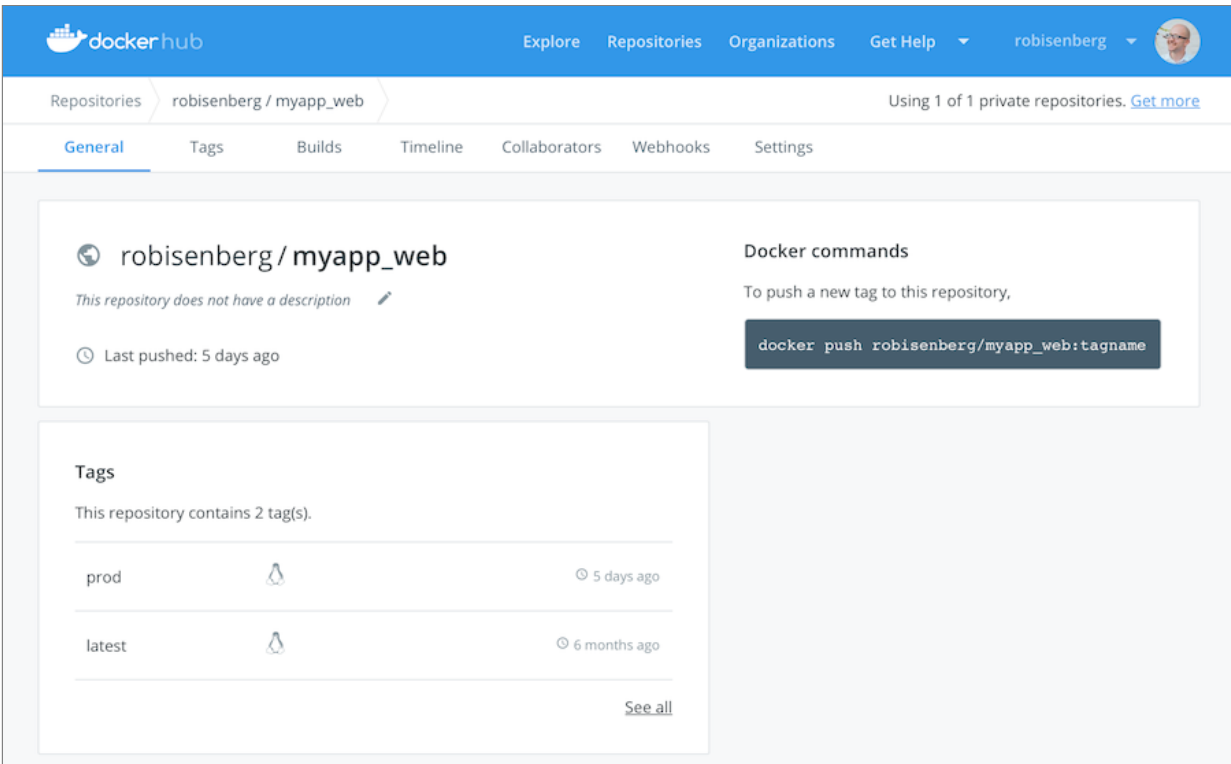 dockerhub Explore Repositories Organizations Get Help robisenberg
Repositories robisenberg / myapp_web Using 1 of 1 private repositories. Get more
General Tags Builds Timeline Collaborators Webhooks Settings
robisenberg / myapp_web
This repository does not have a description
Last pushed: 5 days ago
Docker commands
To push a new tag to this repository,
docker push robisenberg/myapp_web:tagname
Tags
This repository contains 2 tag(s).
prod 5 days ago
latest 6 months ago
See all